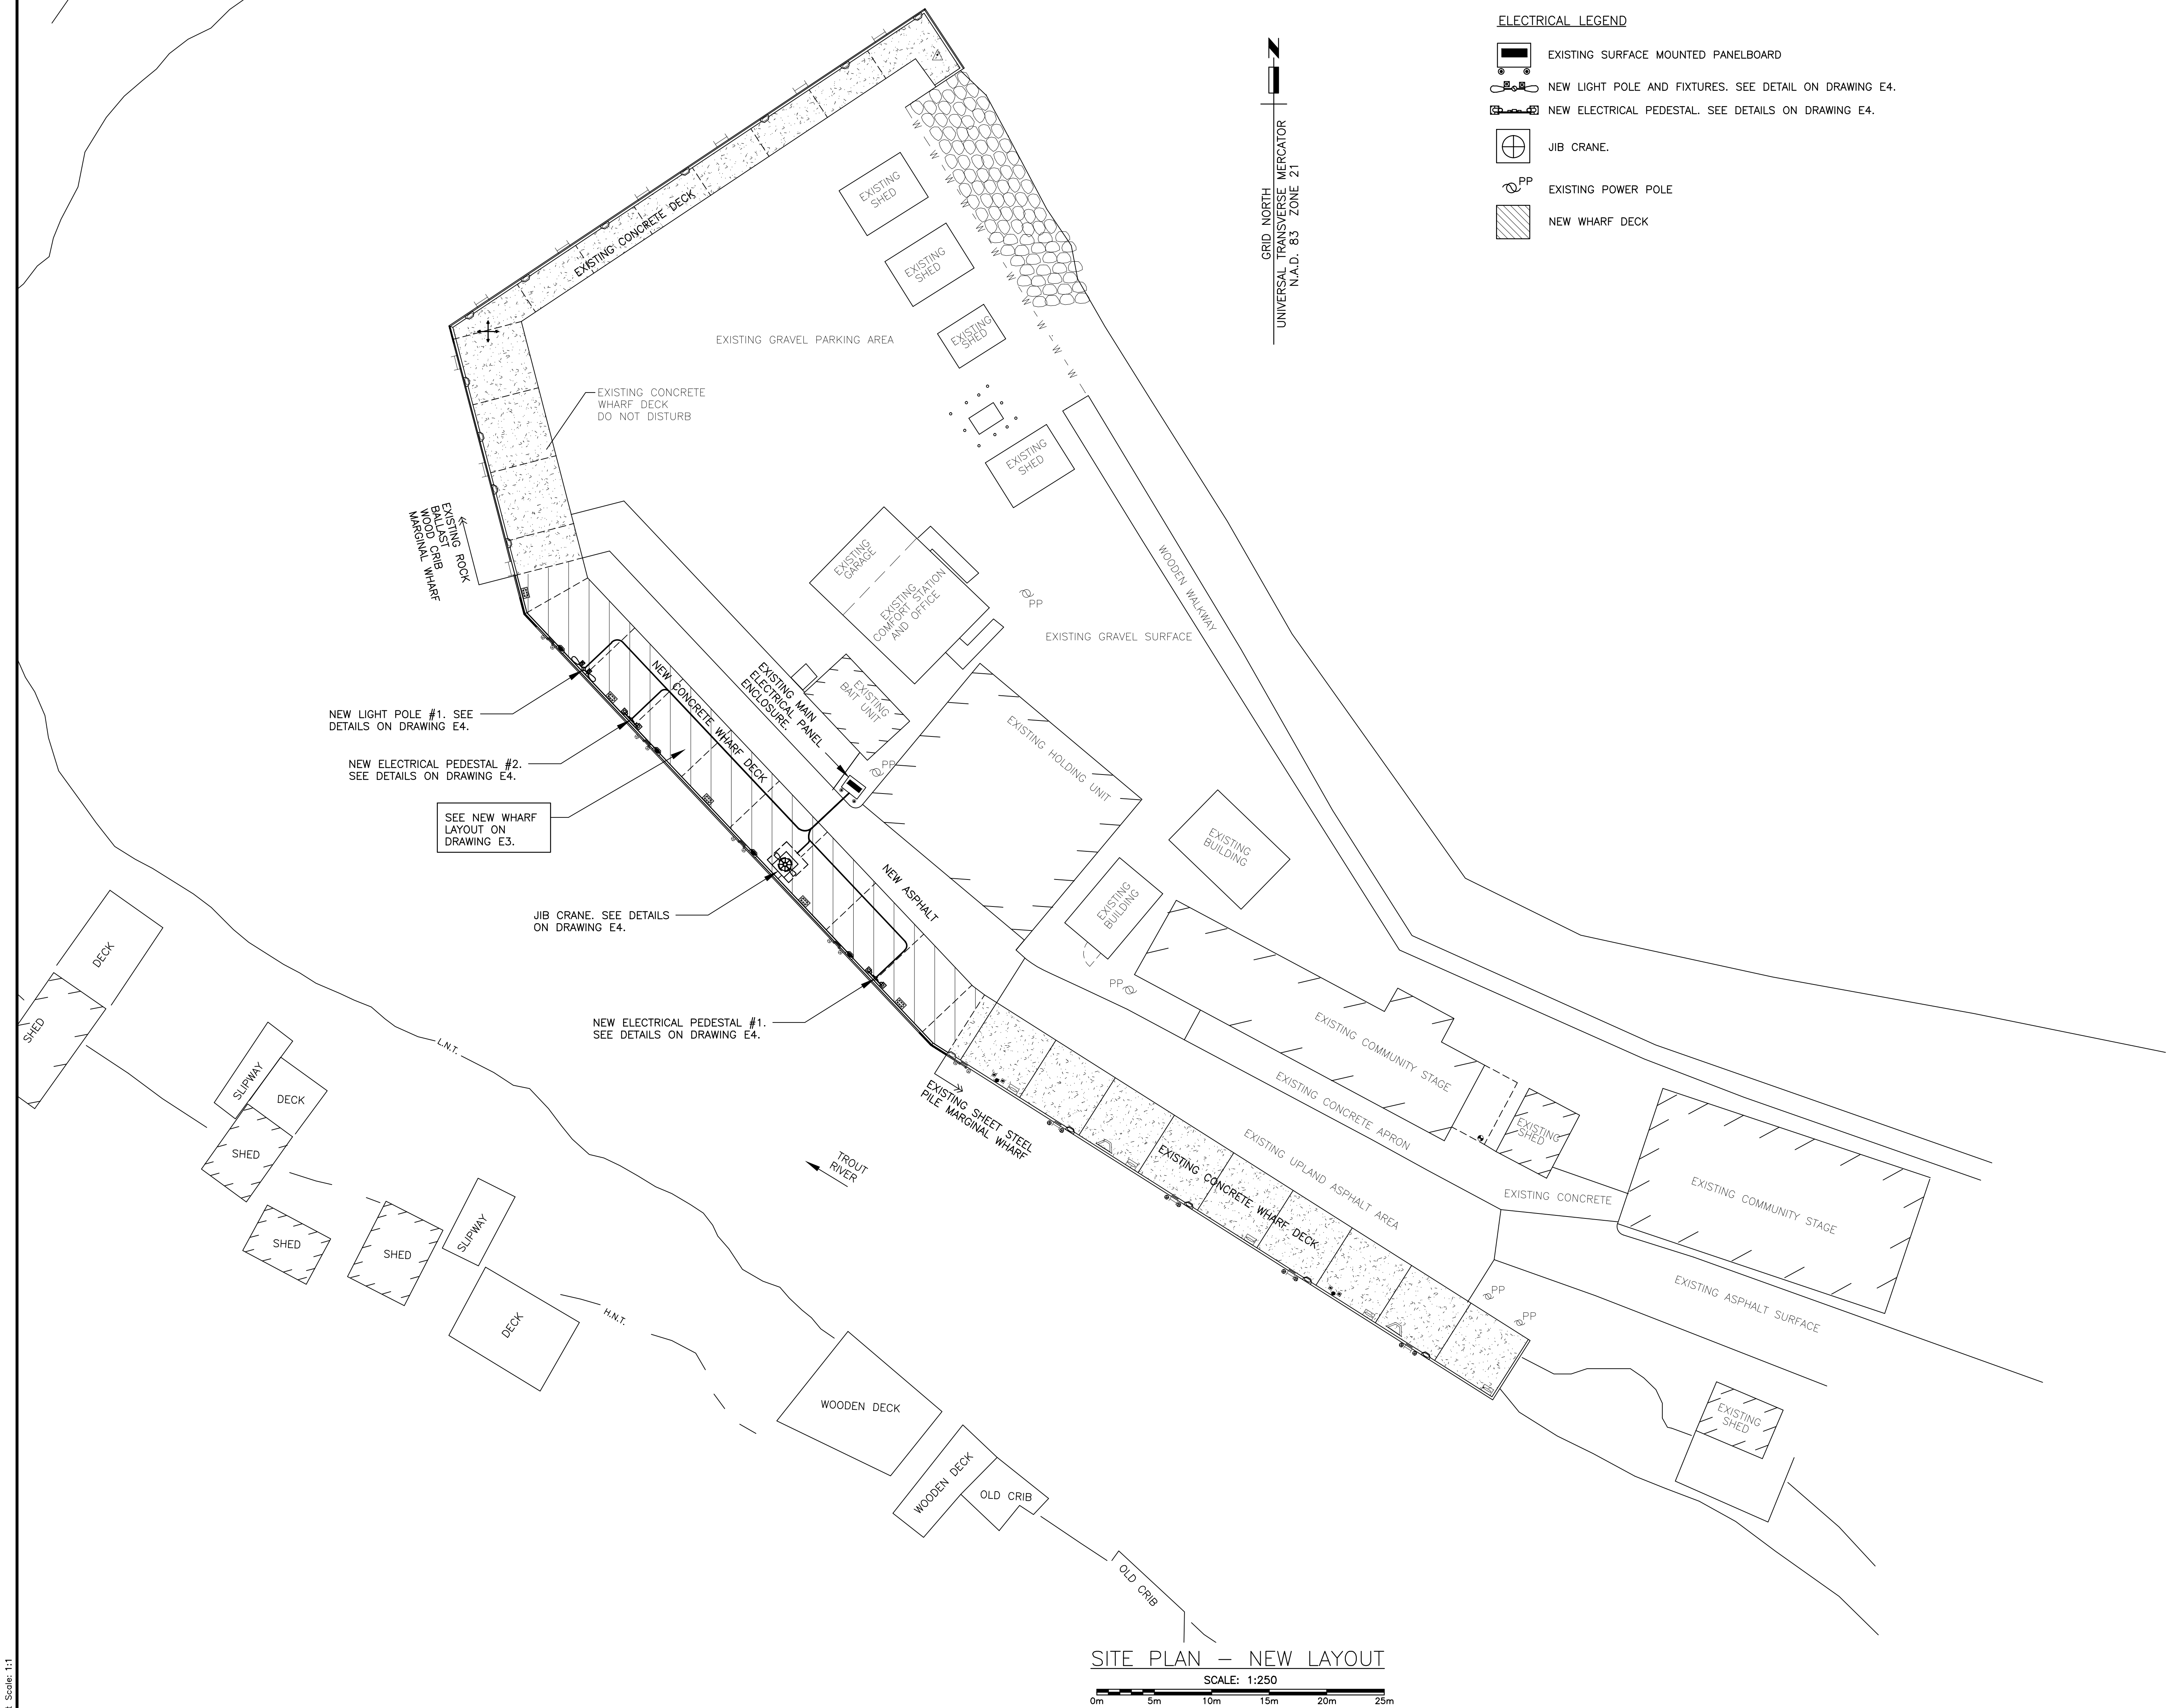 ELECTRICAL LEGEND
EXISTING SURFACE MOUNTED PANELBOARD
NEW LIGHT POLE AND FIXTURES. SEE DETAIL ON DRAWING E4.
NEW ELECTRICAL PEDESTAL. SEE DETAILS ON DRAWING E4.
JIB CRANE.
PP
EXISTING POWER POLE
NEW WHARF DECK
N
GRID NORTH
UNIVERSAL TRANSVERSE MERCATOR
N.A.D. 83 ZONE 21
EXISTING CONCRETE DECK
W W W W W W W W W W W W W
EXISTING
SHED
EXISTING
SHED
EXISTING
SHED
EXISTING
SHED
EXISTING GRAVEL PARKING AREA
EXISTING CONCRETE
WHARF DECK
DO NOT DISTURB
EXISTING ROCK
BALLAST
WOOD CRIB
MARGINAL WHARF
EXISTING
GARAGE
EXISTING
COMFORT STATION
AND OFFICE
PP
EXISTING GRAVEL SURFACE
WOODEN WALKWAY
EXISTING
BAIT UNIT
EXISTING MAIN
ELECTRICAL PANEL
ENCLOSURE.
PP
EXISTING HOLDING UNIT
NEW CONCRETE WHARF DECK
NEW LIGHT POLE #1. SEE
DETAILS ON DRAWING E4.
NEW ELECTRICAL PEDESTAL #2.
SEE DETAILS ON DRAWING E4.
SEE NEW WHARF
LAYOUT ON
DRAWING E3.
JIB CRANE. SEE DETAILS
ON DRAWING E4.
NEW ASPHALT
NEW ELECTRICAL PEDESTAL #1.
SEE DETAILS ON DRAWING E4.
EXISTING
BUILDING
EXISTING
BUILDING
PP
EXISTING COMMUNITY STAGE
EXISTING CONCRETE APRON
EXISTING
SHED
EXISTING SHEET STEEL
PILE MARGINAL WHARF
EXISTING UPLAND ASPHALT AREA
EXISTING CONCRETE WHARF DECK
EXISTING CONCRETE
EXISTING COMMUNITY STAGE
EXISTING ASPHALT SURFACE
PP
PP
EXISTING
SHED
TROUT
RIVER
DECK
SHED
L.N.T.
SLIPWAY
DECK
SHED
SHED
SHED
SLIPWAY
DECK
H.N.T.
WOODEN DECK
WOODEN DECK
OLD CRIB
OLD CRIB
SITE PLAN – NEW LAYOUT
SCALE: 1:250
0m 5m 10m 15m 20m 25m
Scale: 1:1